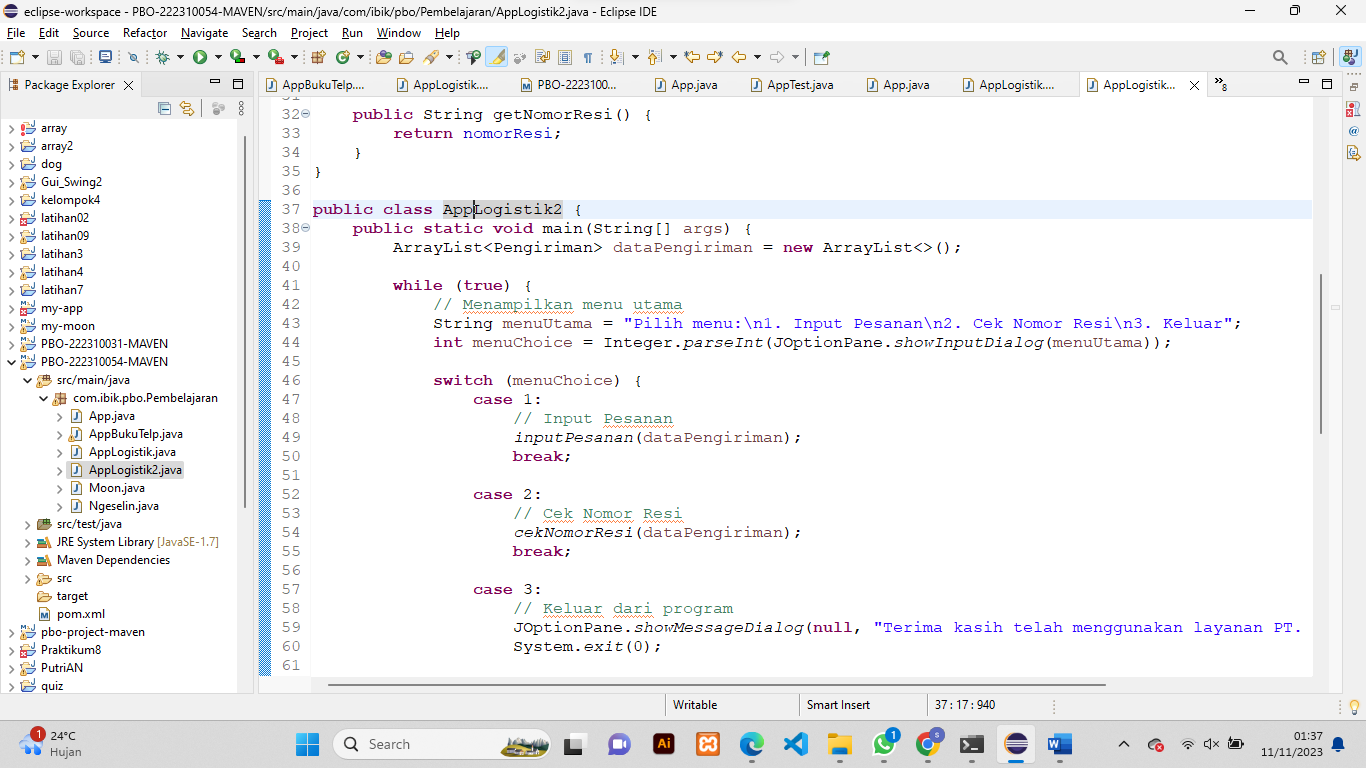 eclipse-workspace - PBO-222310054-MAVEN/src/main/java/com/ibik/pbo/Pembelajaran/AppLogistik2.java - Eclipse IDE
File Edit Source Refactor Navigate Search Project Run Window Help
Package Explorer
AppBukuTelp.... AppLogistik.... PBO-2223100... App.java AppTest.java App.java AppLogistik.... AppLogistik... »8
array
array2
dog
Gui_Swing2
kelompok4
latihan02
latihan09
latihan3
latihan4
latihan7
my-app
my-moon
PBO-222310031-MAVEN
PBO-222310054-MAVEN
src/main/java
com.ibik.pbo.Pembelajaran
App.java
AppBukuTelp.java
AppLogistik.java
AppLogistik2.java
Moon.java
Ngeselin.java
src/test/java
JRE System Library [JavaSE-1.7]
Maven Dependencies
src
target
pom.xml
pbo-project-maven
Praktikum8
PutriAN
quiz
31
32 public String getNomorResi() {
33 return nomorResi;
34 }
35 }
36
37 public class AppLogistik2 {
38 public static void main(String[] args) {
39 ArrayList<Pengiriman> dataPengiriman = new ArrayList<>();
40
41 while (true) {
42 // Menampilkan menu utama
43 String menuUtama = "Pilih menu:\n1. Input Pesanan\n2. Cek Nomor Resi\n3. Keluar";
44 int menuChoice = Integer.parseInt(JOptionPane.showInputDialog(menuUtama));
45
46 switch (menuChoice) {
47 case 1:
48 // Input Pesanan
49 inputPesanan(dataPengiriman);
50 break;
51
52 case 2:
53 // Cek Nomor Resi
54 cekNomorResi(dataPengiriman);
55 break;
56
57 case 3:
58 // Keluar dari program
59 JOptionPane.showMessageDialog(null, "Terima kasih telah menggunakan layanan PT.
60 System.exit(0);
61
Writable Smart Insert 37 : 17 : 940
1
24°C
Hujan
Search
Ai
1
S
01:37
11/11/2023